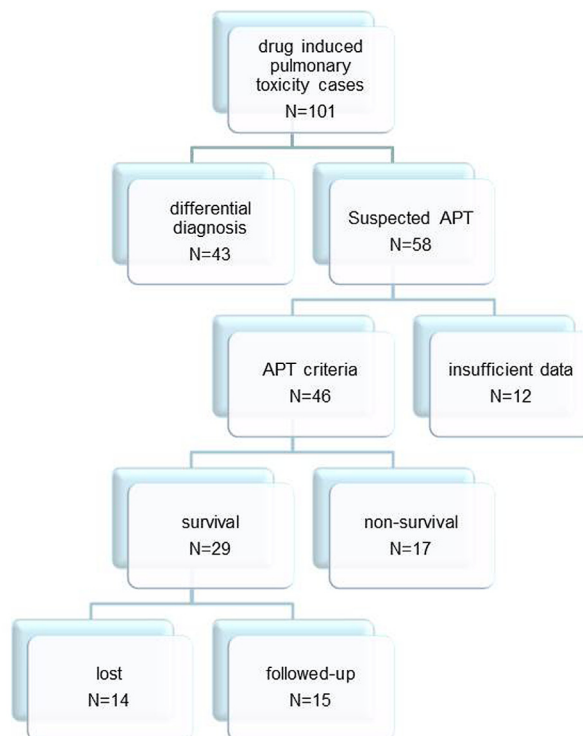 drug induced
pulmonary
toxicity cases
N=101
differential
diagnosis
N=43
Suspected APT
N=58
APT criteria
N=46
insufficient data
N=12
survival
N=29
non-survival
N=17
lost
N=14
followed-up
N=15